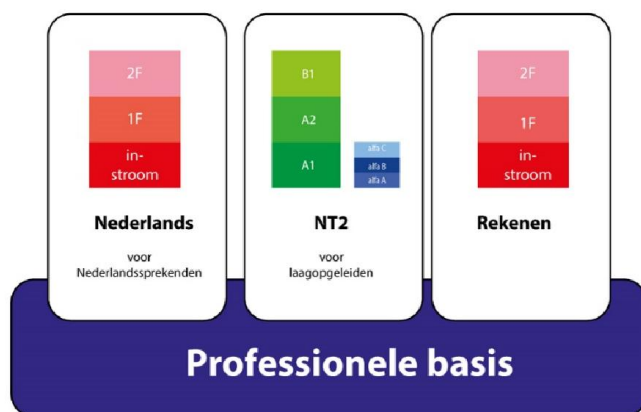 2F
1F
in-
stroom
Nederlands
voor
Nederlandssprekenden
B1
A2
A1
alfa C
alfa B
alfa A
NT2
voor
laagopgeleiden
2F
1F
in-
stroom
Rekenen
Professionele basis